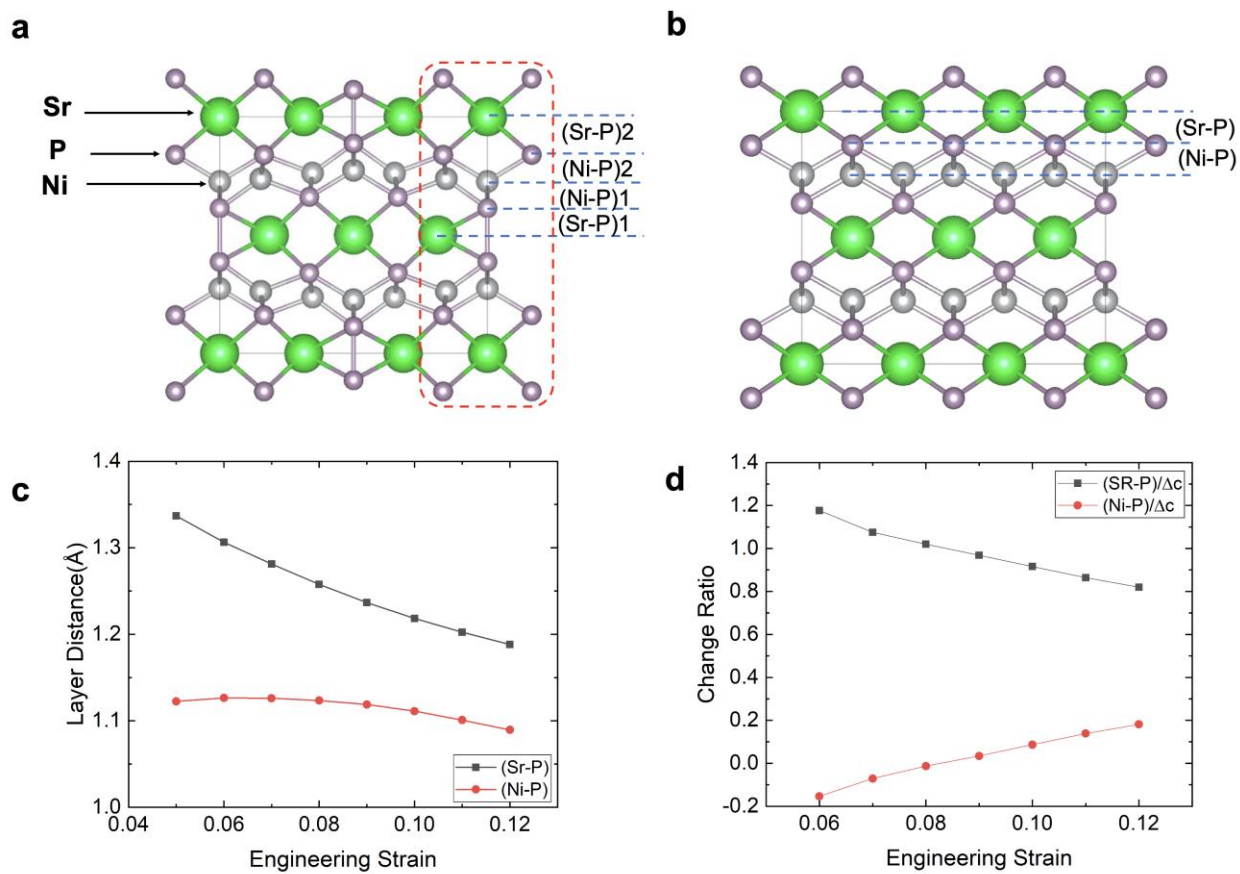 a
Sr
P
Ni
(Sr-P)2
(Ni-P)2
(Ni-P)1
(Sr-P)1
b
(Sr-P)
(Ni-P)
c
Layer Distance(Å)
1.4
1.3
1.2
1.1
1.0
(Sr-P)
(Ni-P)
0.04 0.06 0.08 0.10 0.12
Engineering Strain
d
Change Ratio
1.4
1.2
1.0
0.8
0.6
0.4
0.2
0.0
-0.2
(SR-P)/Δc
(Ni-P)/Δc
0.06 0.08 0.10 0.12
Engineering Strain